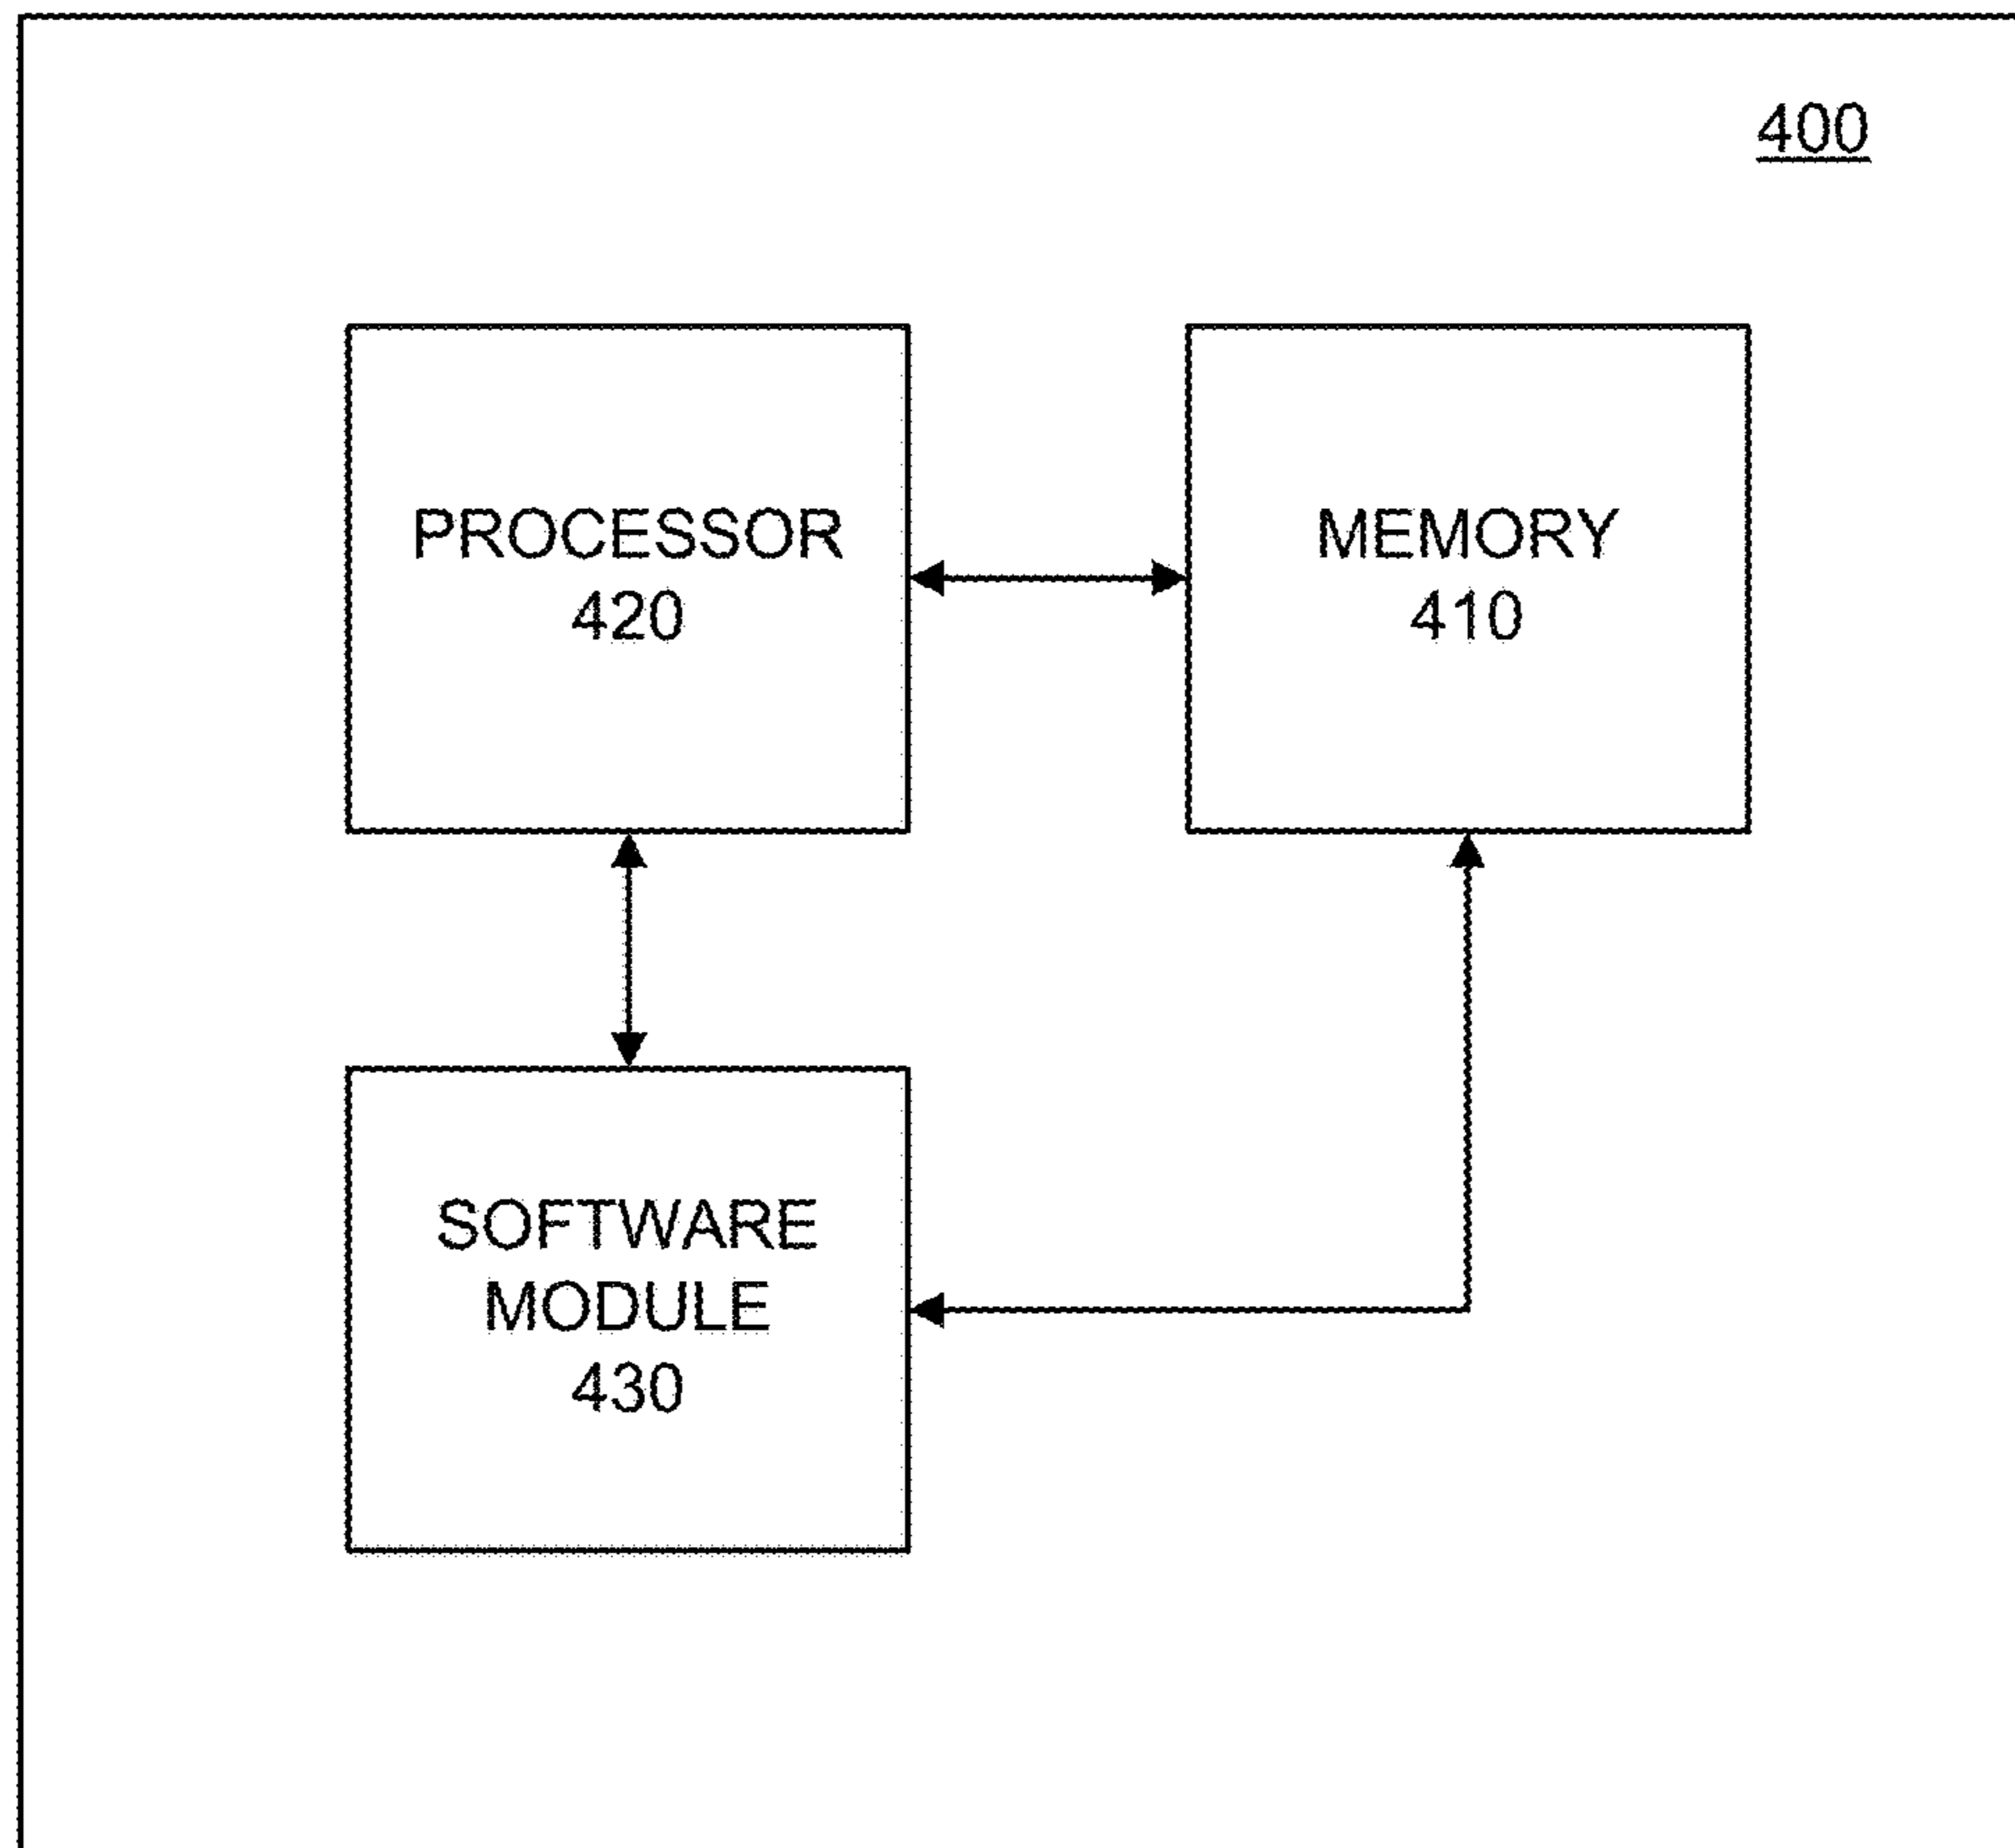 400
PROCESSOR
420
MEMORY
410
SOFTWARE
MODULE
430